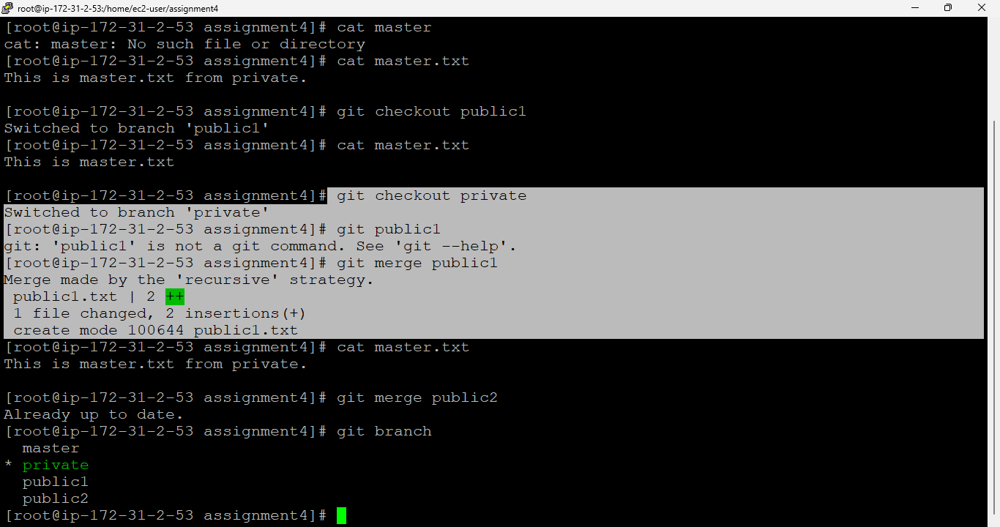 root@ip-172-31-2-53:/home/ec2-user/assignment4
[root@ip-172-31-2-53 assignment4]# cat master
cat: master: No such file or directory
[root@ip-172-31-2-53 assignment4]# cat master.txt
This is master.txt from private.
[root@ip-172-31-2-53 assignment4]# git checkout public1
Switched to branch 'public1'
[root@ip-172-31-2-53 assignment4]# cat master.txt
This is master.txt
[root@ip-172-31-2-53 assignment4]# git checkout private
Switched to branch 'private'
[root@ip-172-31-2-53 assignment4]# git public1
git: 'public1' is not a git command. See 'git --help'.
[root@ip-172-31-2-53 assignment4]# git merge public1
Merge made by the 'recursive' strategy.
 public1.txt | 2 ++
 1 file changed, 2 insertions(+)
 create mode 100644 public1.txt
[root@ip-172-31-2-53 assignment4]# cat master.txt
This is master.txt from private.
[root@ip-172-31-2-53 assignment4]# git merge public2
Already up to date.
[root@ip-172-31-2-53 assignment4]# git branch
  master
* private
  public1
  public2
[root@ip-172-31-2-53 assignment4]#